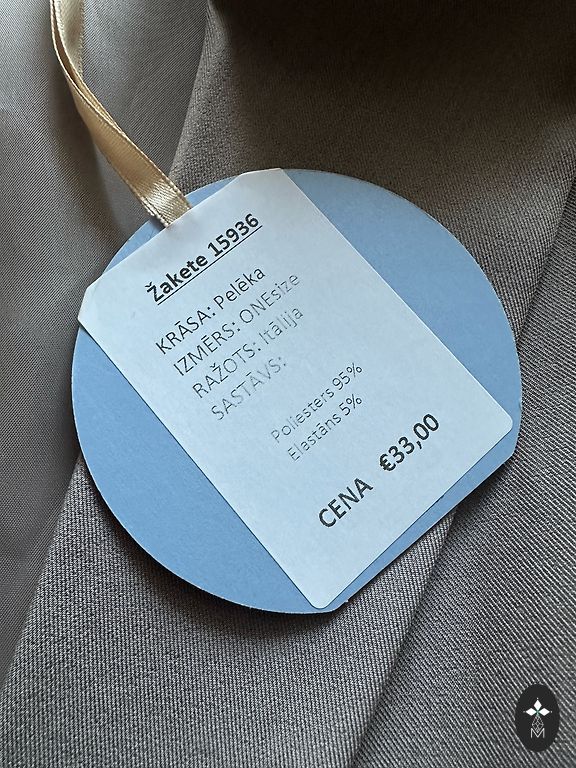 Žakete 15936
KRĀSA: Pelēka
IZMĒRS: ONEsize
RAŽOTS: Itālija
SASTĀVS:
Poliesters 95%
Elastāns 5%
CENA €33,00
M